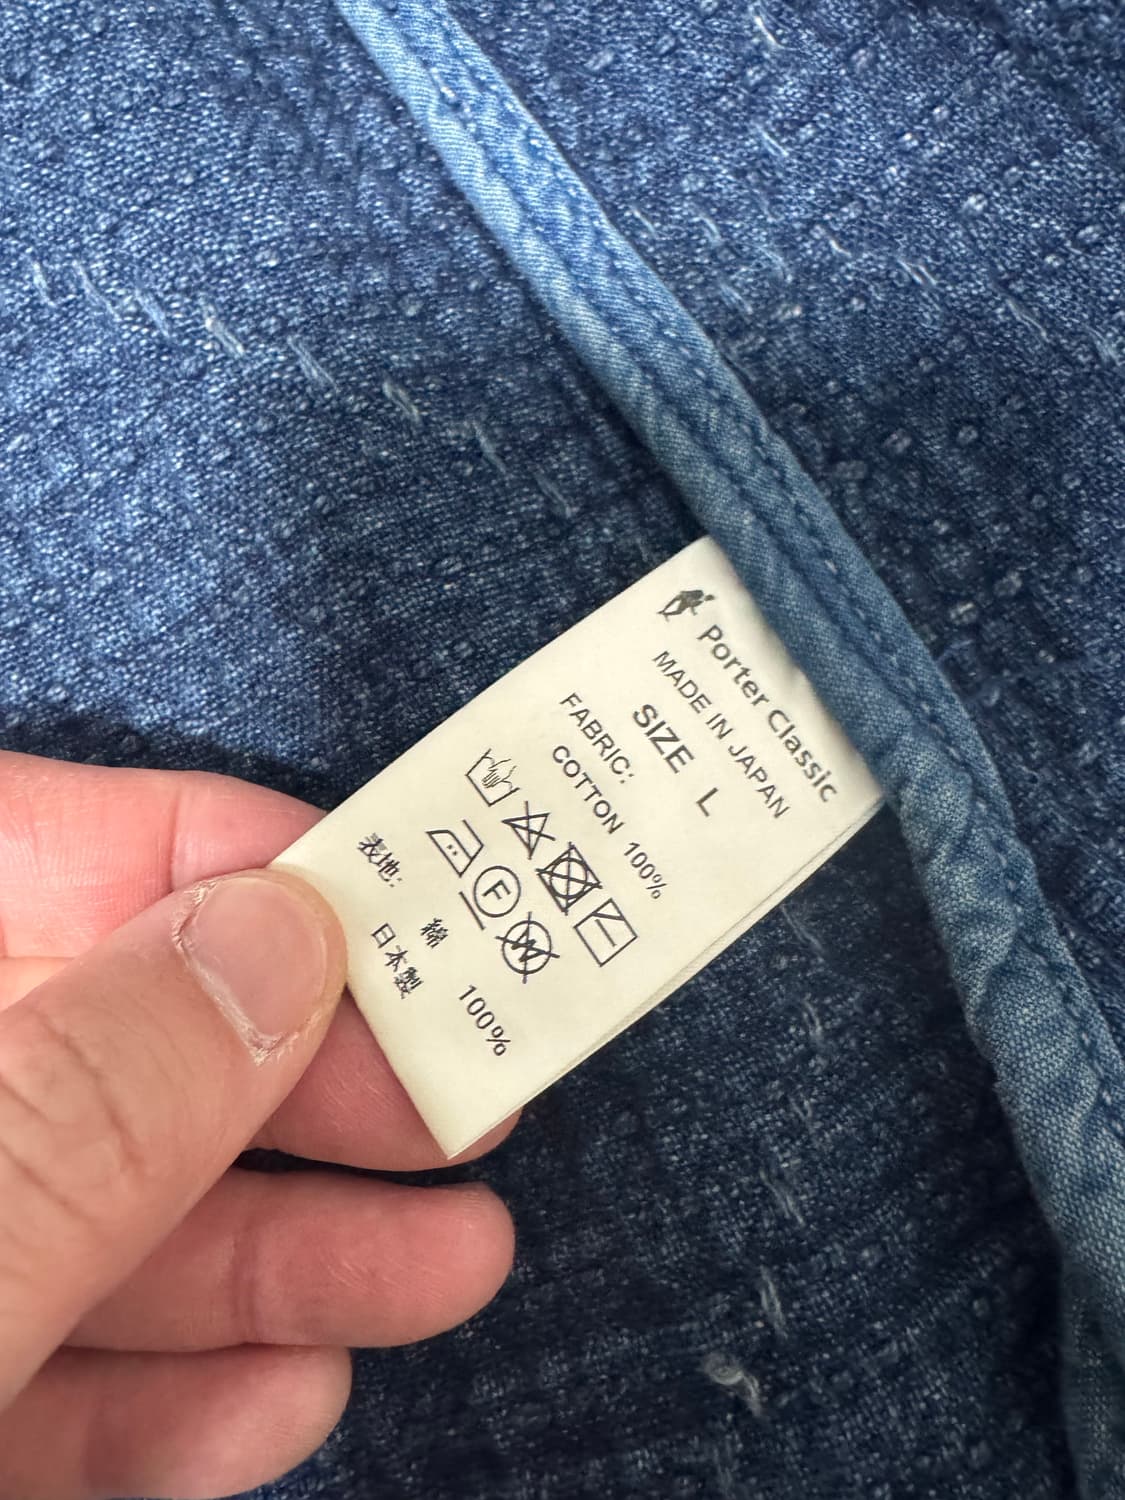 Porter Classic
MADE IN JAPAN
SIZE L
FABRIC:
COTTON 100%
F
W
表地:
綿 100%
日本製